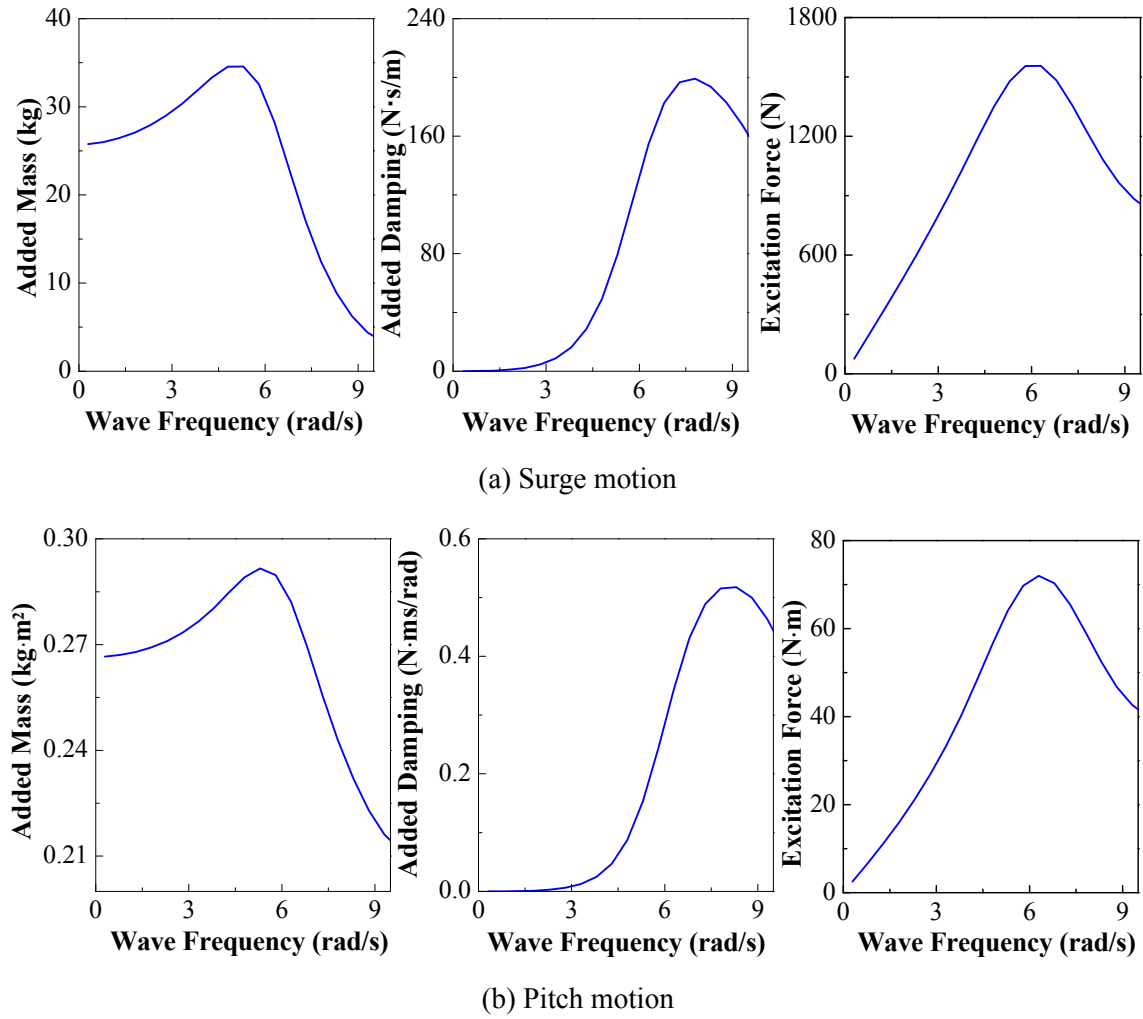 40
30
20
10
0
0 3 6 9
Added Mass (kg)
Wave Frequency (rad/s)
240
160
80
0
0 3 6 9
Added Damping (N·s/m)
Wave Frequency (rad/s)
1800
1200
600
0
0 3 6 9
Excitation Force (N)
Wave Frequency (rad/s)
(a) Surge motion
0.30
0.27
0.24
0.21
0 3 6 9
Added Mass (kg·m²)
Wave Frequency (rad/s)
0.6
0.4
0.2
0.0
0 3 6 9
Added Damping (N·ms/rad)
Wave Frequency (rad/s)
80
60
40
20
0
0 3 6 9
Excitation Force (N·m)
Wave Frequency (rad/s)
(b) Pitch motion